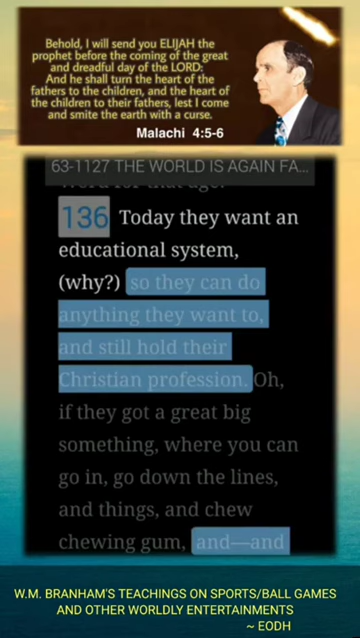 Behold, I will send you ELIJAH the
prophet before the coming of the great
and dreadful day of the LORD:
And he shall turn the heart of the
fathers to the children, and the heart of
the children to their fathers, lest I come
and smite the earth with a curse.
Malachi 4:5-6
63-1127 THE WORLD IS AGAIN FA...
Word for that age.
136 Today they want an
educational system,
(why?) so they can do
anything they want to,
and still hold their
Christian profession. Oh,
if they got a great big
something, where you can
go in, go down the lines,
and things, and chew
chewing gum, and—and
W.M. BRANHAM'S TEACHINGS ON SPORTS/BALL GAMES
AND OTHER WORLDLY ENTERTAINMENTS
~ EODH